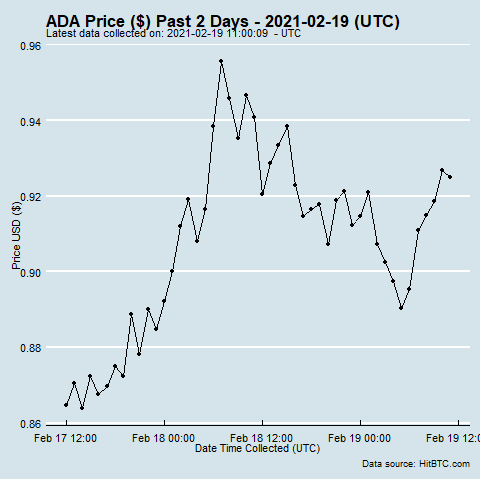 ADA Price ($) Past 2 Days - 2021-02-19 (UTC)
Latest data collected on: 2021-02-19 11:00:09 - UTC
0.96
0.94
0.92
0.90
0.88
0.86
Price USD ($)
Feb 17 12:00
Feb 18 00:00
Feb 18 12:00
Feb 19 00:00
Feb 19 12:00
Date Time Collected (UTC)
Data source: HitBTC.com